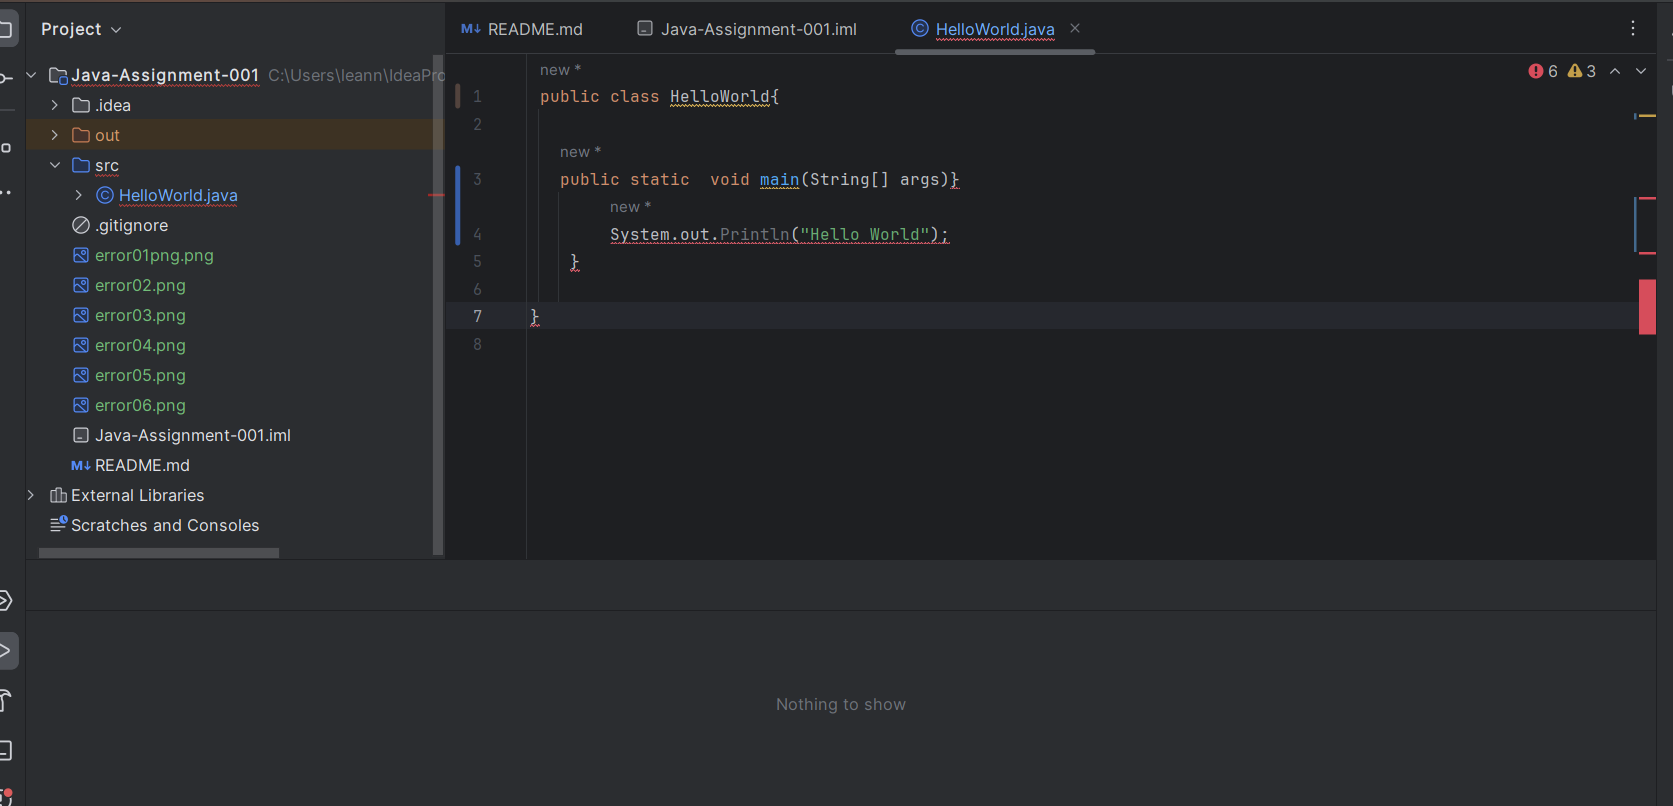 Project
README.md
Java-Assignment-001.iml
HelloWorld.java
Java-Assignment-001 C:\Users\leann\IdeaPro
.idea
out
src
HelloWorld.java
.gitignore
error01png.png
error02.png
error03.png
error04.png
error05.png
error06.png
Java-Assignment-001.iml
M↓ README.md
External Libraries
Scratches and Consoles
new *
6 3
1 public class HelloWorld{
2
new *
3 public static  void main(String[] args)}
new *
4 System.out.Println("Hello World");
5 }
6
7 }
8
Nothing to show